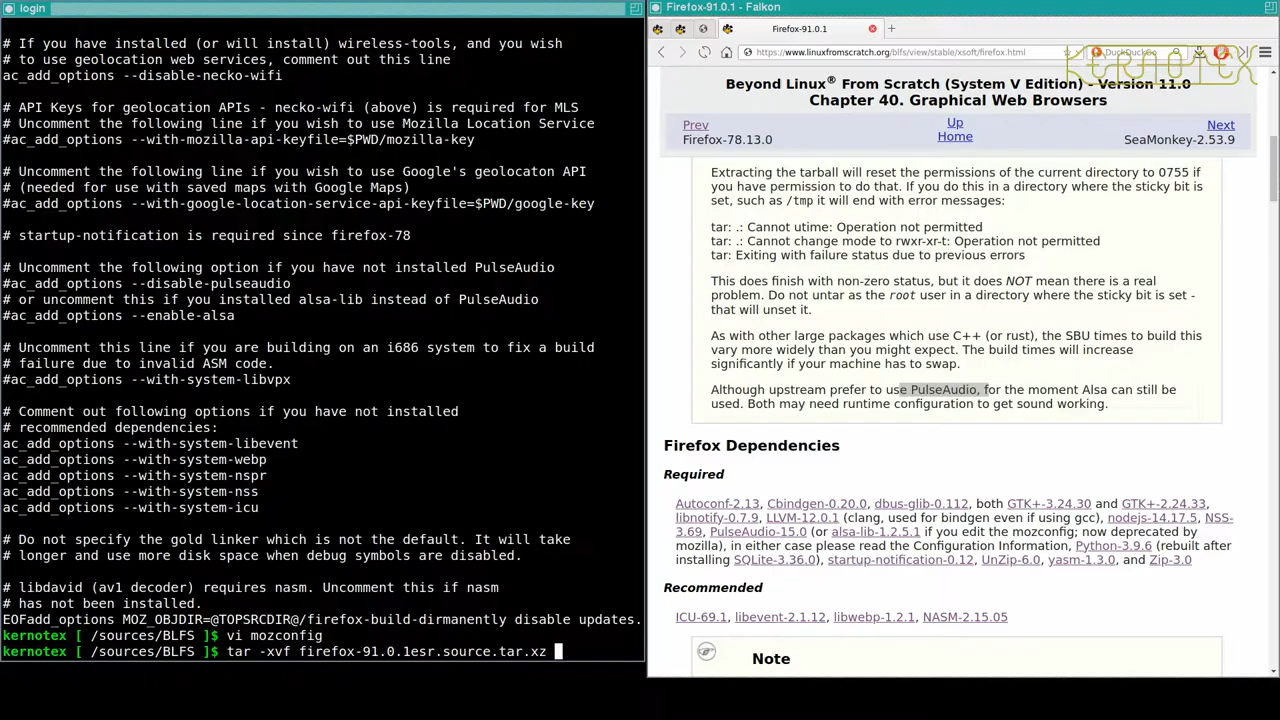 login
# If you have installed (or will install) wireless-tools, and you wish
# to use geolocation web services, comment out this line
ac_add_options --disable-necko-wifi
# API Keys for geolocation APIs - necko-wifi (above) is required for MLS
# Uncomment the following line if you wish to use Mozilla Location Service
#ac_add_options --with-mozilla-api-keyfile=$PWD/mozilla-key
# Uncomment the following line if you wish to use Google's geolocaton API
# (needed for use with saved maps with Google Maps)
#ac_add_options --with-google-location-service-api-keyfile=$PWD/google-key
# startup-notification is required since firefox-78
# Uncomment the following option if you have not installed PulseAudio
#ac_add_options --disable-pulseaudio
# or uncomment this if you installed alsa-lib instead of PulseAudio
#ac_add_options --enable-alsa
# Uncomment this line if you are building on an i686 system to fix a build
# failure due to invalid ASM code.
#ac_add_options --with-system-libvpx
# Comment out following options if you have not installed
# recommended dependencies:
ac_add_options --with-system-libevent
ac_add_options --with-system-webp
ac_add_options --with-system-nspr
ac_add_options --with-system-nss
ac_add_options --with-system-icu
# Do not specify the gold linker which is not the default. It will take
# longer and use more disk space when debug symbols are disabled.
# libdavid (av1 decoder) requires nasm. Uncomment this if nasm
# has not been installed.
EOFadd_options MOZ_OBJDIR=@TOPSRCDIR@/firefox-build-dirmanently disable updates.
kernotex [ /sources/BLFS ]$ vi mozconfig
kernotex [ /sources/BLFS ]$ tar -xvf firefox-91.0.1esr.source.tar.xz
Firefox-91.0.1 - Falkon
Firefox-91.0.1
https://www.linuxfromscratch.org/blfs/view/stable/xsoft/firefox.html
DuckDuckGo
KERNOTEX
Beyond Linux® From Scratch (System V Edition) - Version 11.0
Chapter 40. Graphical Web Browsers
Prev Up Next
Firefox-78.13.0 Home SeaMonkey-2.53.9
Extracting the tarball will reset the permissions of the current directory to 0755 if
you have permission to do that. If you do this in a directory where the sticky bit is
set, such as /tmp it will end with error messages:
tar: .: Cannot utime: Operation not permitted
tar: .: Cannot change mode to rwxr-xr-t: Operation not permitted
tar: Exiting with failure status due to previous errors
This does finish with non-zero status, but it does NOT mean there is a real
problem. Do not untar as the root user in a directory where the sticky bit is set -
that will unset it.
As with other large packages which use C++ (or rust), the SBU times to build this
vary more widely than you might expect. The build times will increase
significantly if your machine has to swap.
Although upstream prefer to use PulseAudio, for the moment Alsa can still be
used. Both may need runtime configuration to get sound working.
Firefox Dependencies
Required
Autoconf-2.13, Cbindgen-0.20.0, dbus-glib-0.112, both GTK+-3.24.30 and GTK+-2.24.33,
libnotify-0.7.9, LLVM-12.0.1 (clang, used for bindgen even if using gcc), nodejs-14.17.5, NSS-
3.69, PulseAudio-15.0 (or alsa-lib-1.2.5.1 if you edit the mozconfig; now deprecated by
mozilla), in either case please read the Configuration Information, Python-3.9.6 (rebuilt after
installing SQLite-3.36.0), startup-notification-0.12, UnZip-6.0, yasm-1.3.0, and Zip-3.0
Recommended
ICU-69.1, libevent-2.1.12, libwebp-1.2.1, NASM-2.15.05
Note